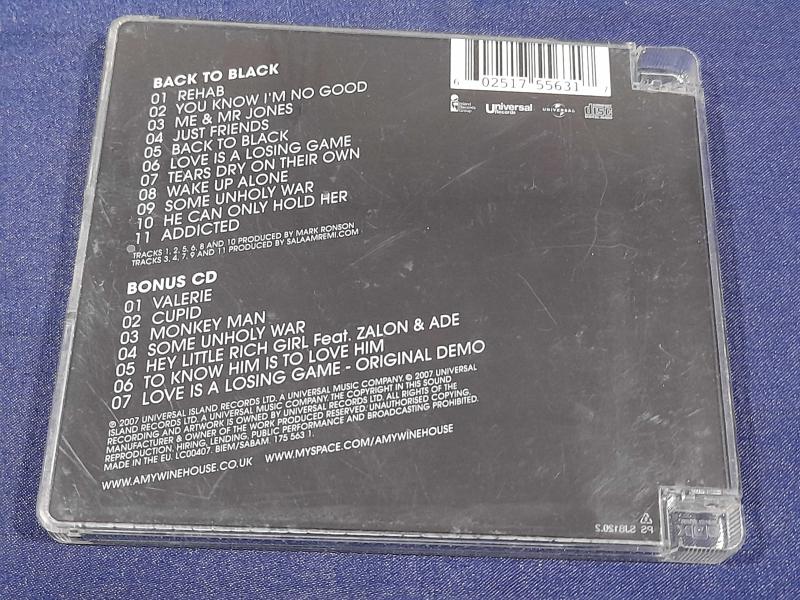 BACK TO BLACK
01 REHAB
02 YOU KNOW I'M NO GOOD
03 ME & MR JONES
04 JUST FRIENDS
05 BACK TO BLACK
06 LOVE IS A LOSING GAME
07 TEARS DRY ON THEIR OWN
08 WAKE UP ALONE
09 SOME UNHOLY WAR
10 HE CAN ONLY HOLD HER
11 ADDICTED
TRACKS 1, 2, 5, 6, 8 AND 10 PRODUCED BY MARK RONSON
TRACKS 3, 4, 7, 9 AND 11 PRODUCED BY SALAAMREMI.COM
BONUS CD
01 VALERIE
02 CUPID
03 MONKEY MAN
04 SOME UNHOLY WAR
05 HEY LITTLE RICH GIRL Feat. ZALON & ADE
06 TO KNOW HIM IS TO LOVE HIM
07 LOVE IS A LOSING GAME - ORIGINAL DEMO
℗ 2007 UNIVERSAL ISLAND RECORDS LTD. A UNIVERSAL MUSIC COMPANY. © 2007 UNIVERSAL
ISLAND RECORDS LTD. A UNIVERSAL MUSIC COMPANY. THE COPYRIGHT IN THIS SOUND
RECORDING AND ARTWORK IS OWNED BY UNIVERSAL RECORDS LTD. ALL RIGHTS OF THE
MANUFACTURER & OWNER OF THE WORK PRODUCED RESERVED. UNAUTHORISED COPYING,
REPRODUCTION, HIRING, LENDING, PUBLIC PERFORMANCE AND BROADCASTING PROHIBITED.
MADE IN THE EU. LC00407. BIEM/SABAM. 175 563 1.
WWW.AMYWINEHOUSE.CO.UK WWW.MYSPACE.COM/AMYWINEHOUSE
6 02517 55631 7
Island Records Group
Universal Records
UNIVERSAL
disc
PS SJB120.2